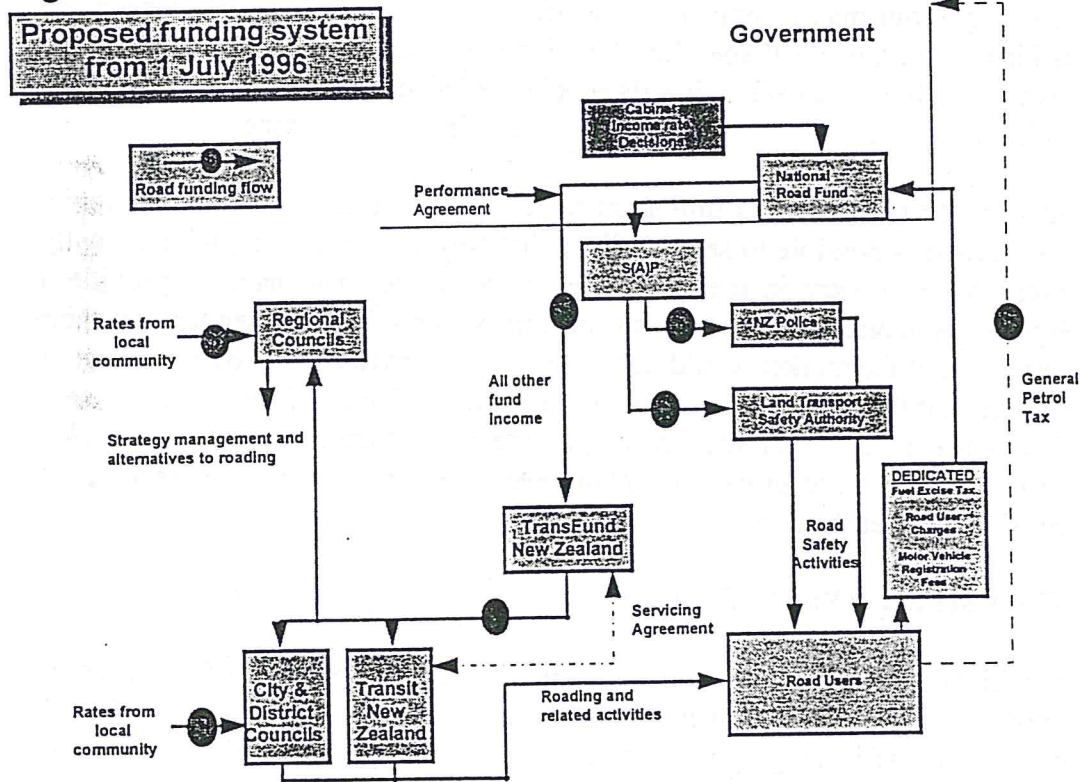 Proposed funding system
from 1 July 1996
Government
Cabinet
Income rate
Decisions
Road funding flow
National
Road Fund
Performance
Agreement
S(A)P
Rates from
local
community
Regional
Councils
NZ Police
General
Petrol
Tax
All other
fund
Income
Land Transport
Safety Authority
Strategy management and
alternatives to roading
DEDICATED
Fuel Excise Tax
Road User
Charges
Motor Vehicle
Registration
Fees
TransFund
New Zealand
Road
Safety
Activities
Servicing
Agreement
City &
District
Councils
Transit
New
Zealand
Road Users
Roading and
related activities
Rates from
local
community